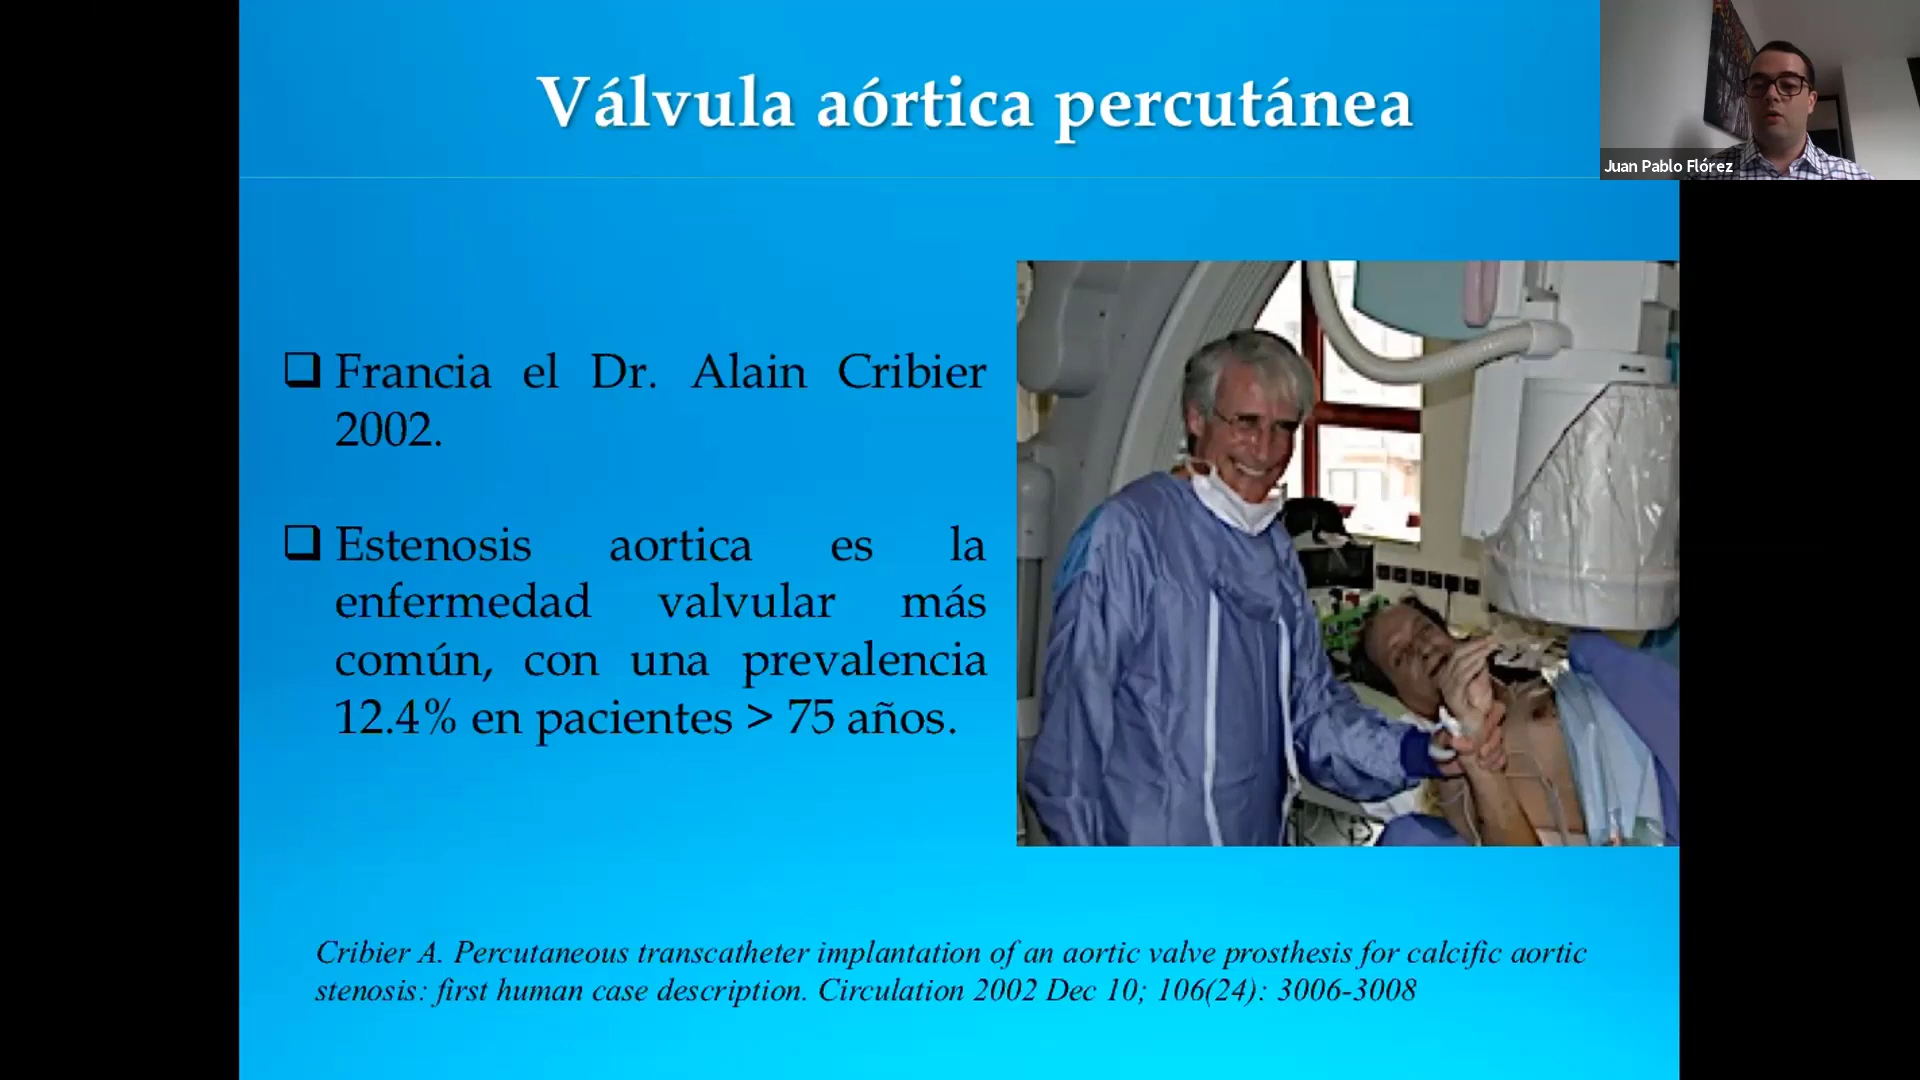 Válvula aórtica percutánea
Juan Pablo Flórez
Francia el Dr. Alain Cribier
2002.
Estenosis aortica es la
enfermedad valvular más
común, con una prevalencia
12.4% en pacientes > 75 años.
Cribier A. Percutaneous transcatheter implantation of an aortic valve prosthesis for calcific aortic
stenosis: first human case description. Circulation 2002 Dec 10; 106(24): 3006-3008